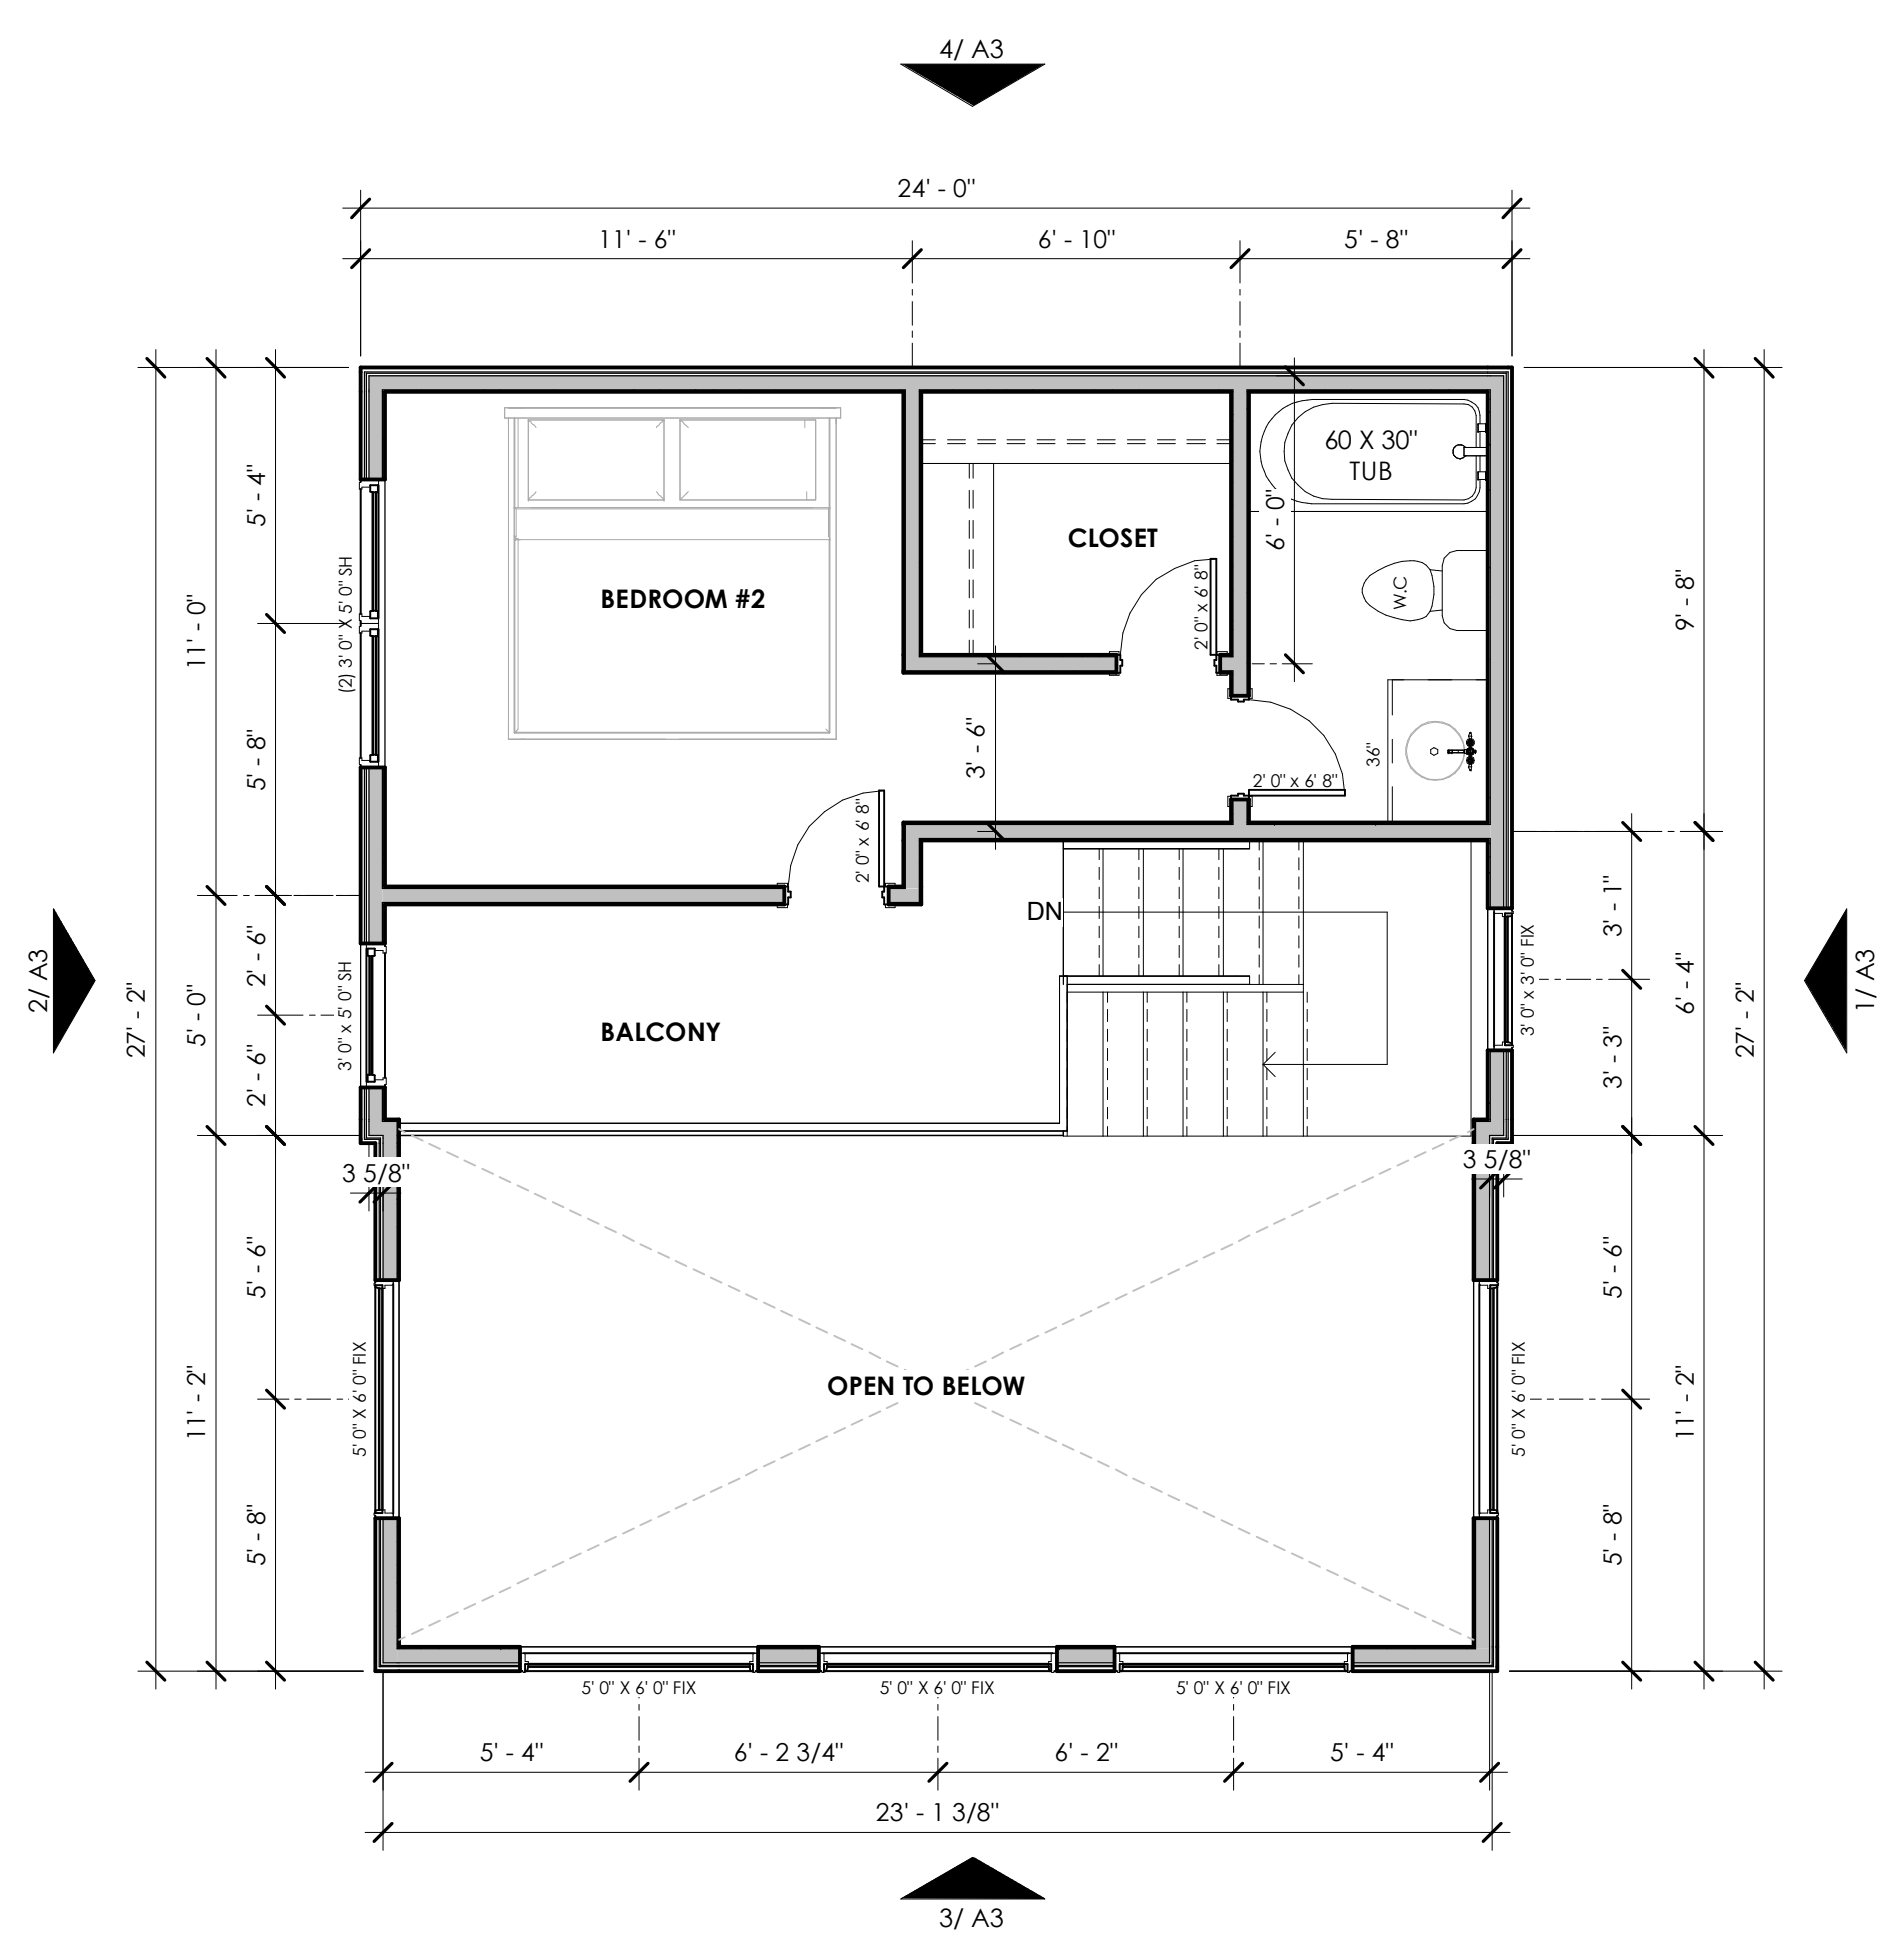 4/ A3
24' - 0"
11' - 6"
6' - 10"
5' - 8"
60 X 30"
TUB
5' - 4"
6' - 0"
CLOSET
(2) 3' 0" X 5' 0" SH
11' - 0"
BEDROOM #2
2' 0" x 6' 8"
W.C
9' - 8"
5' - 8"
3' - 6"
36"
2' 0" x 6' 8"
2' 0" x 6' 8"
DN
3' - 1"
2' - 6"
2/ A3
27' - 2"
5' - 0"
3' 0" x 5' 0" SH
BALCONY
3' 0" x 3' 0" FIX
6' - 4"
27' - 2"
1/ A3
2' - 6"
3' - 3"
3 5/8"
3 5/8"
5' - 6"
5' - 6"
11' - 2"
5' 0" X 6' 0" FIX
OPEN TO BELOW
5' 0" X 6' 0" FIX
11' - 2"
5' - 8"
5' - 8"
5' 0" X 6' 0" FIX
5' 0" X 6' 0" FIX
5' 0" X 6' 0" FIX
5' - 4"
6' - 2 3/4"
6' - 2"
5' - 4"
23' - 1 3/8"
3/ A3